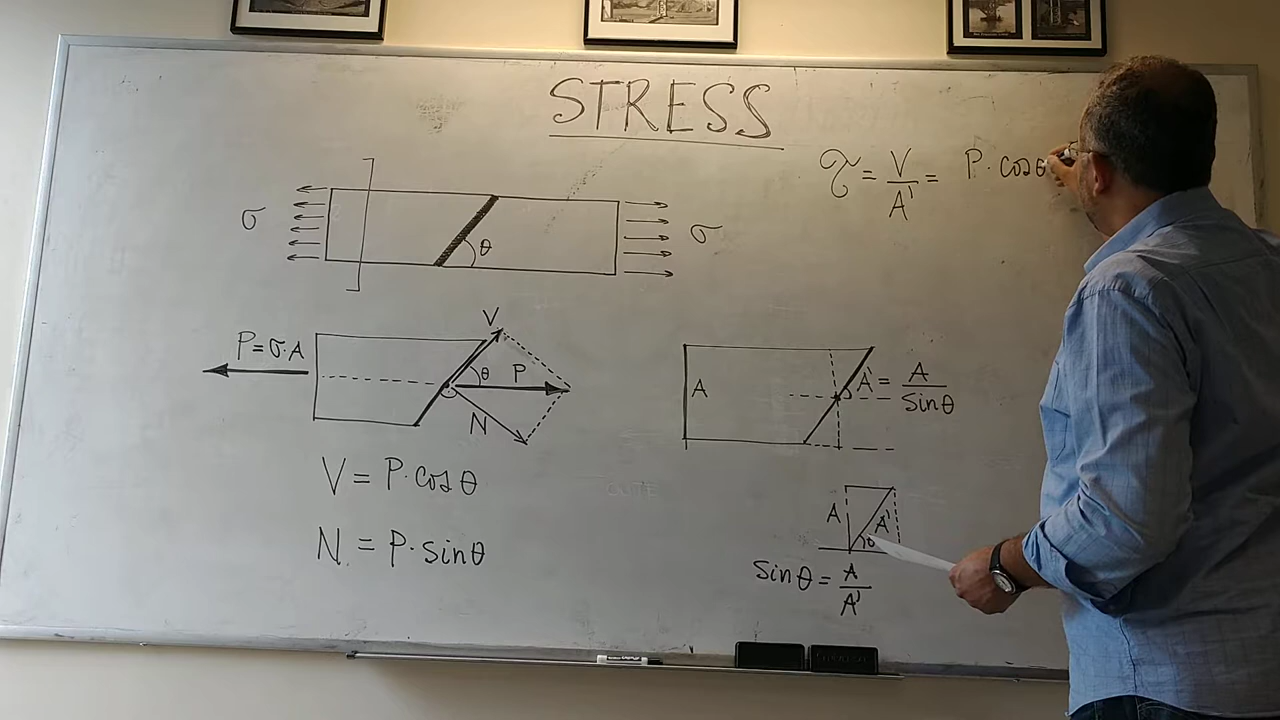 STRESS
τ = V/A' = P·cosθ
σ
θ
σ
P=σ·A
V
θ
P
N
A
A' = A/sinθ
V = P·cosθ
N = P·sinθ
A
A'
θ
sinθ = A/A'